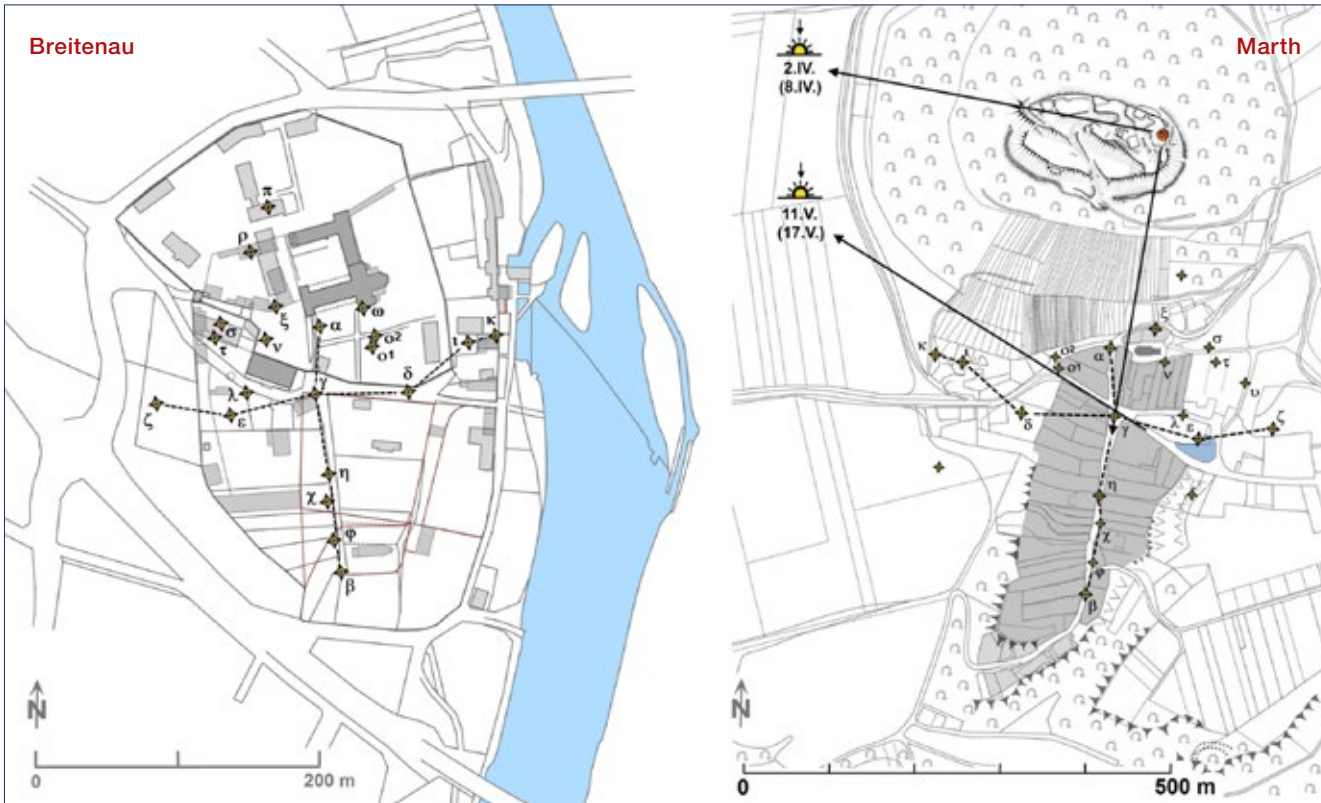 Breitenau
π
ρ
ξ
ω
α
σ
τ
ν
ο2
ο1
ι
κ
λ
γ
δ
ζ
ε
η
χ
φ
β
N
0
200 m
Marth
2.IV.
(8.IV.)
11.V.
(17.V.)
ξ
κ
ι
ο2
ο1
α
ν
σ
τ
υ
δ
γ
λ
ε
ζ
η
χ
φ
β
N
0
500 m